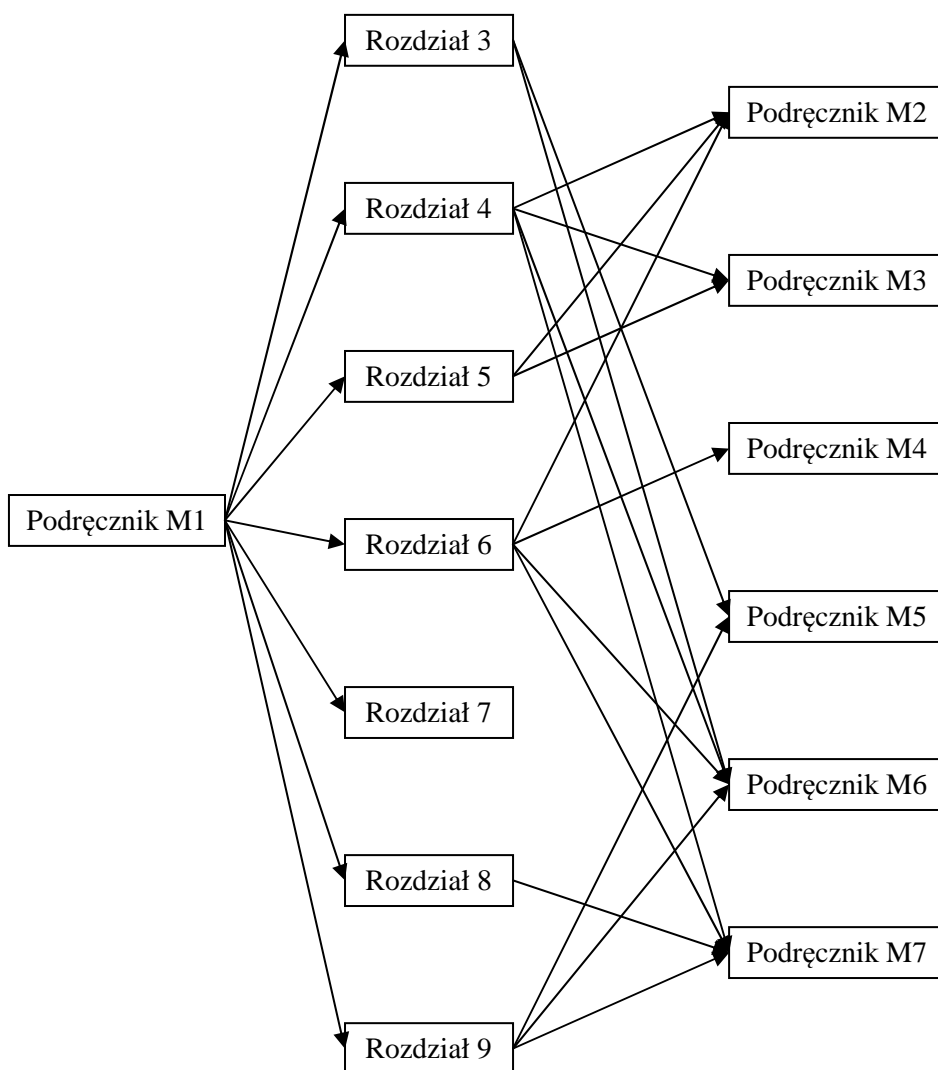 Rozdział 3
Podręcznik M2
Rozdział 4
Podręcznik M3
Rozdział 5
Podręcznik M4
Podręcznik M1
Rozdział 6
Podręcznik M5
Rozdział 7
Podręcznik M6
Rozdział 8
Podręcznik M7
Rozdział 9